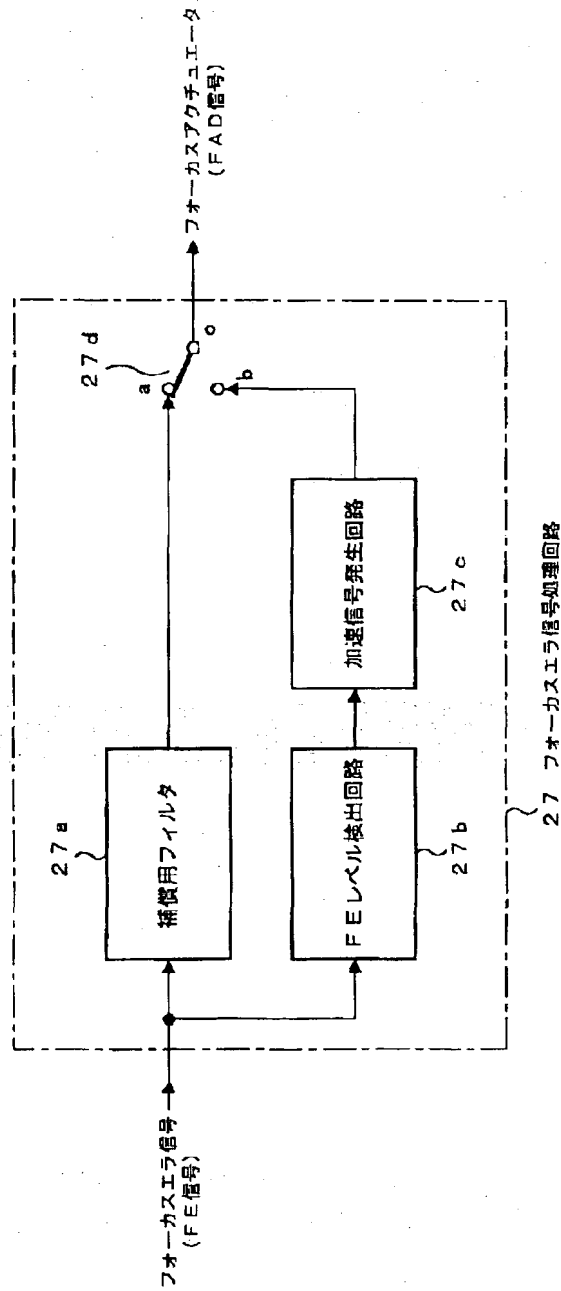 フォーカスエラ信号
(FE信号)
27a
補償用フィルタ
FEレベル検出回路
27b
加速信号発生回路
27c
27d
a
b
c
フォーカスアクチュエータ
(FAD信号)
27 フォーカスエラ信号処理回路